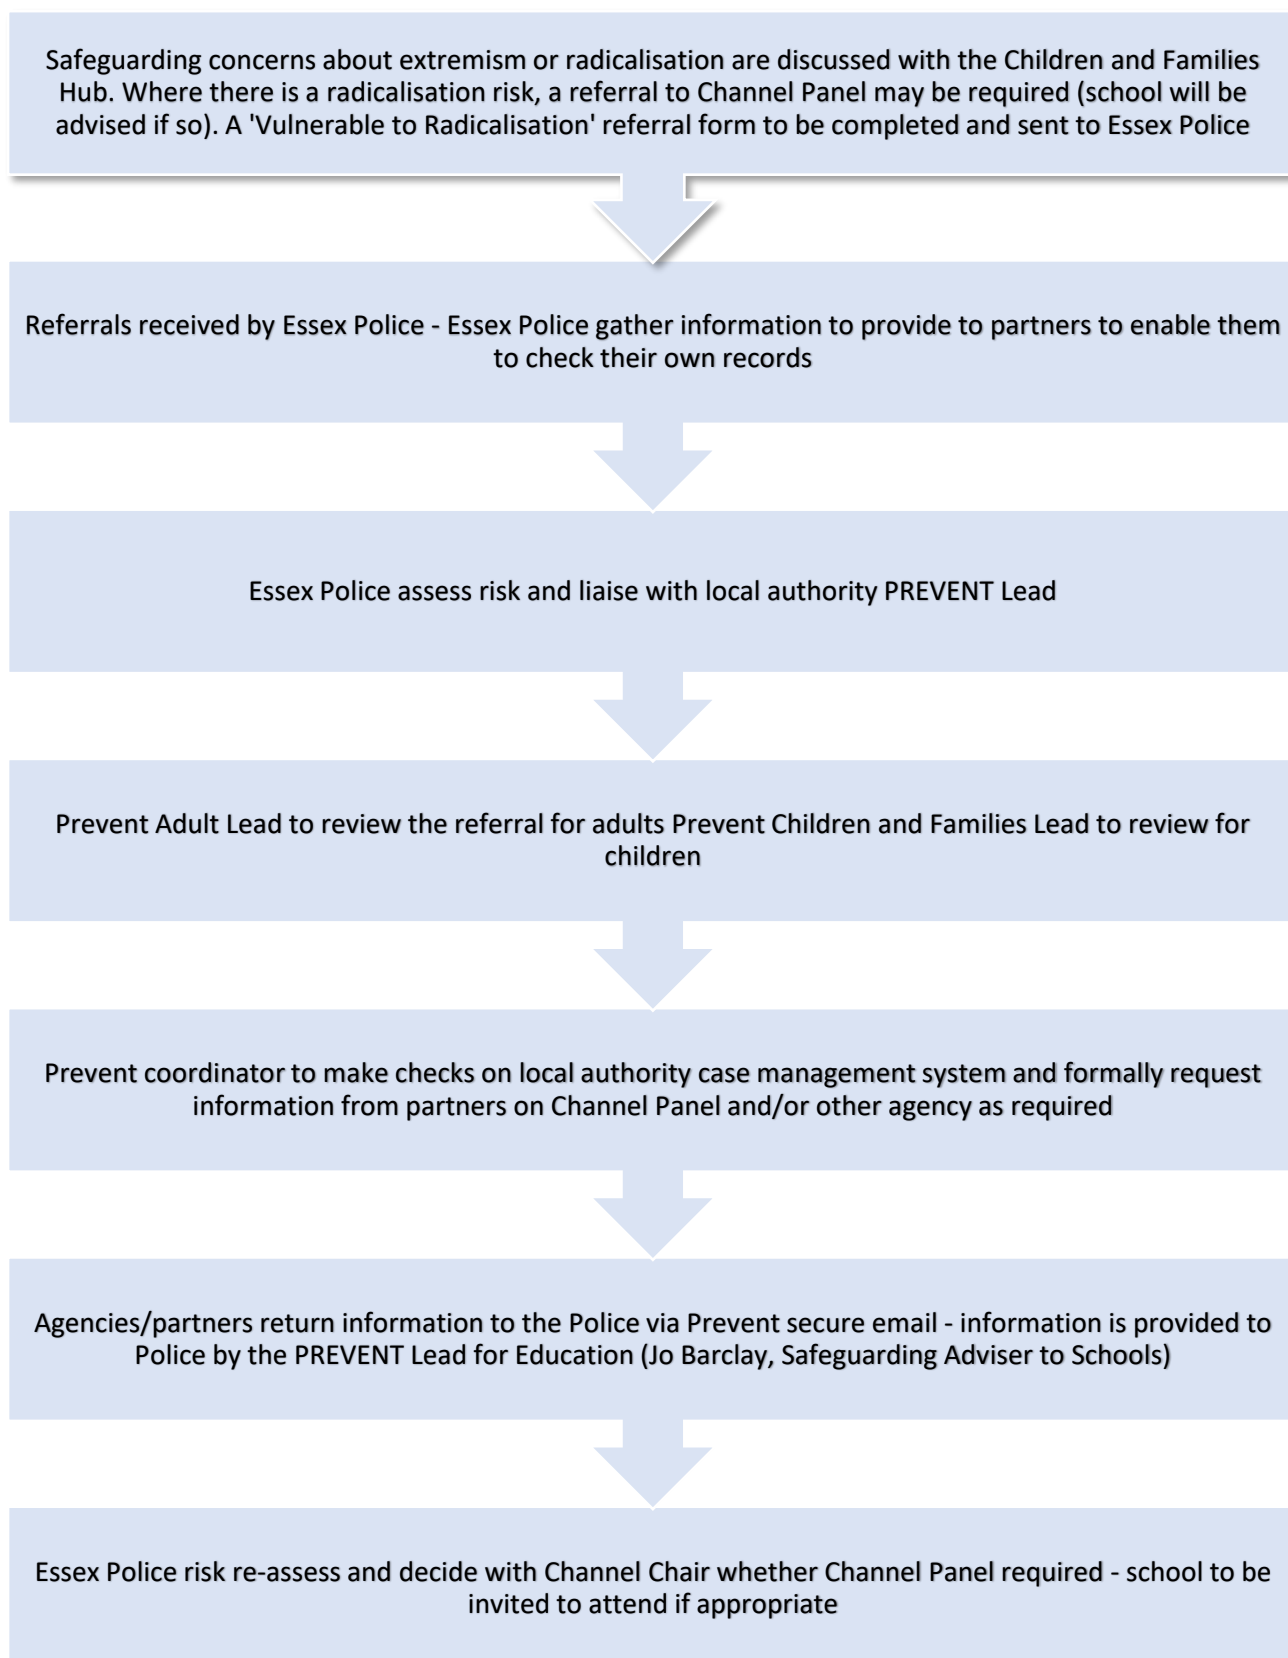 Safeguarding concerns about extremism or radicalisation are discussed with the Children and Families
Hub. Where there is a radicalisation risk, a referral to Channel Panel may be required (school will be
advised if so). A 'Vulnerable to Radicalisation' referral form to be completed and sent to Essex Police
Referrals received by Essex Police - Essex Police gather information to provide to partners to enable them
to check their own records
Essex Police assess risk and liaise with local authority PREVENT Lead
Prevent Adult Lead to review the referral for adults Prevent Children and Families Lead to review for
children
Prevent coordinator to make checks on local authority case management system and formally request
information from partners on Channel Panel and/or other agency as required
Agencies/partners return information to the Police via Prevent secure email - information is provided to
Police by the PREVENT Lead for Education (Jo Barclay, Safeguarding Adviser to Schools)
Essex Police risk re-assess and decide with Channel Chair whether Channel Panel required - school to be
invited to attend if appropriate